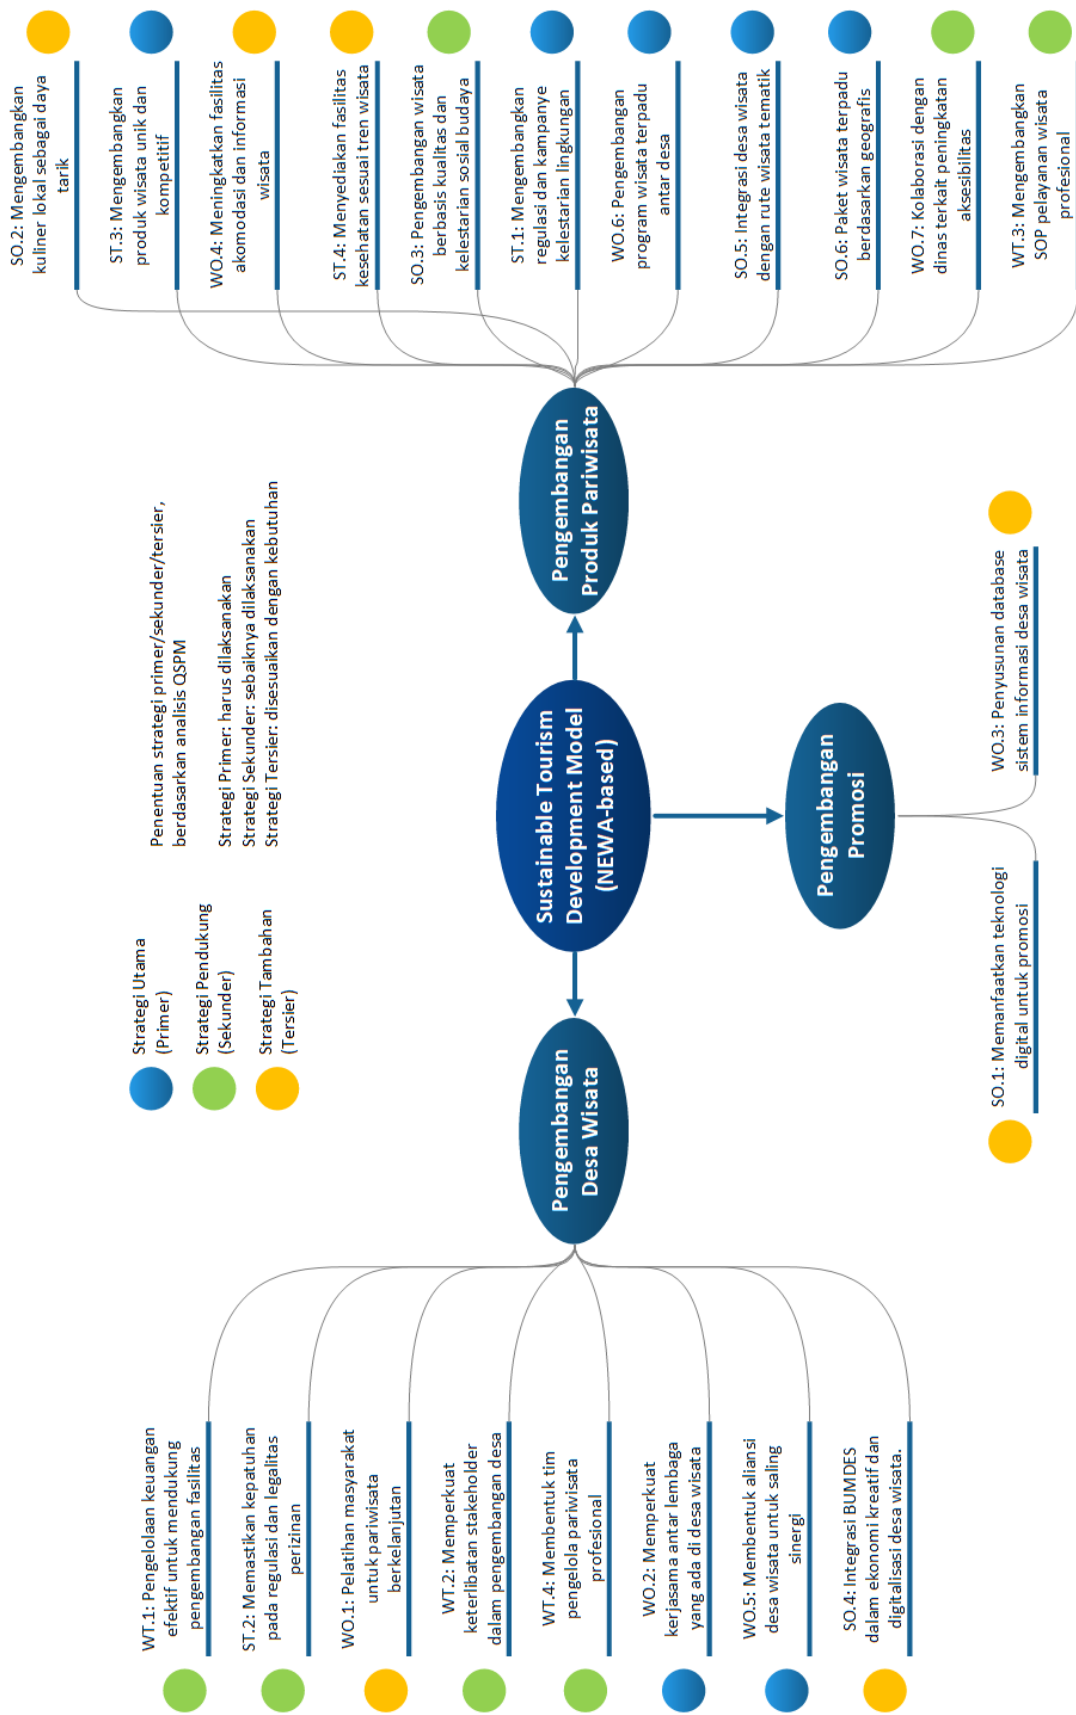 Strategi Utama
(Primer)
Strategi Pendukung
(Sekunder)
Strategi Tambahan
(Tersier)
Penentuan strategi primer/sekunder/tersier,
berdasarkan analisis QSPM
Strategi Primer: harus dilaksanakan
Strategi Sekunder: sebaiknya dilaksanakan
Strategi Tersier: disesuaikan dengan kebutuhan
WT.1: Pengelolaan keuangan
efektif untuk mendukung
pengembangan fasilitas
ST.2: Memastikan kepatuhan
pada regulasi dan legalitas
perizinan
WO.1: Pelatihan masyarakat
untuk pariwisata
berkelanjutan
WT.2: Memperkuat
keterlibatan stakeholder
dalam pengembangan desa
WT.4: Membentuk tim
pengelola pariwisata
profesional
WO.2: Memperkuat
kerjasama antar lembaga
yang ada di desa wisata
WO.5: Membentuk aliansi
desa wisata untuk saling
sinergi
SO.4: Integrasi BUMDES
dalam ekonomi kreatif dan
digitalisasi desa wisata.
Pengembangan
Desa Wisata
Sustainable Tourism
Development Model
(NEWA-based)
Pengembangan
Produk Pariwisata
Pengembangan
Promosi
SO.1: Memanfaatkan teknologi
digital untuk promosi
WO.3: Penyusunan database
sistem informasi desa wisata
SO.2: Mengembangkan
kuliner lokal sebagai daya
tarik
ST.3: Mengembangkan
produk wisata unik dan
kompetitif
WO.4: Meningkatkan fasilitas
akomodasi dan informasi
wisata
ST.4: Menyediakan fasilitas
kesehatan sesuai tren wisata
SO.3: Pengembangan wisata
berbasis kualitas dan
kelestarian sosial budaya
ST.1: Mengembangkan
regulasi dan kampanye
kelestarian lingkungan
WO.6: Pengembangan
program wisata terpadu
antar desa
SO.5: Integrasi desa wisata
dengan rute wisata tematik
SO.6: Paket wisata terpadu
berdasarkan geografis
WO.7: Kolaborasi dengan
dinas terkait peningkatan
aksesibilitas
WT.3: Mengembangkan
SOP pelayanan wisata
profesional